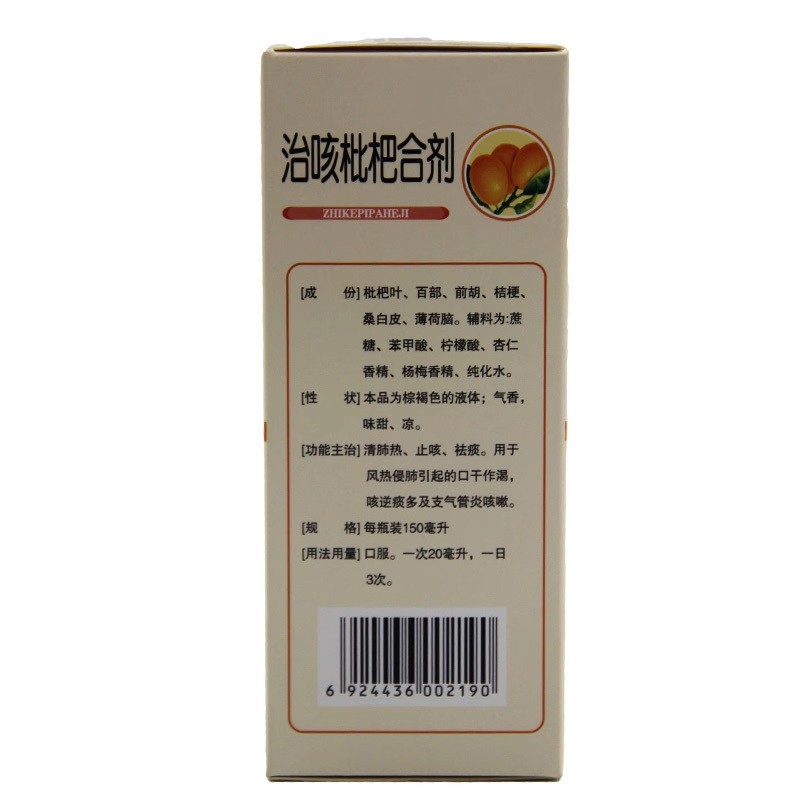 治咳枇杷合剂
ZHIKEPIPAHEJI
[成 份] 枇杷叶、百部、前胡、桔梗、
桑白皮、薄荷脑。辅料为:蔗
糖、苯甲酸、柠檬酸、杏仁
香精、杨梅香精、纯化水。
[性 状] 本品为棕褐色的液体；气香，
味甜、凉。
[功能主治] 清肺热、止咳、祛痰。用于
风热侵肺引起的口干作渴，
咳逆痰多及支气管炎咳嗽。
[规 格] 每瓶装150毫升
[用法用量] 口服。一次20毫升，一日
3次。
6 924436 002190